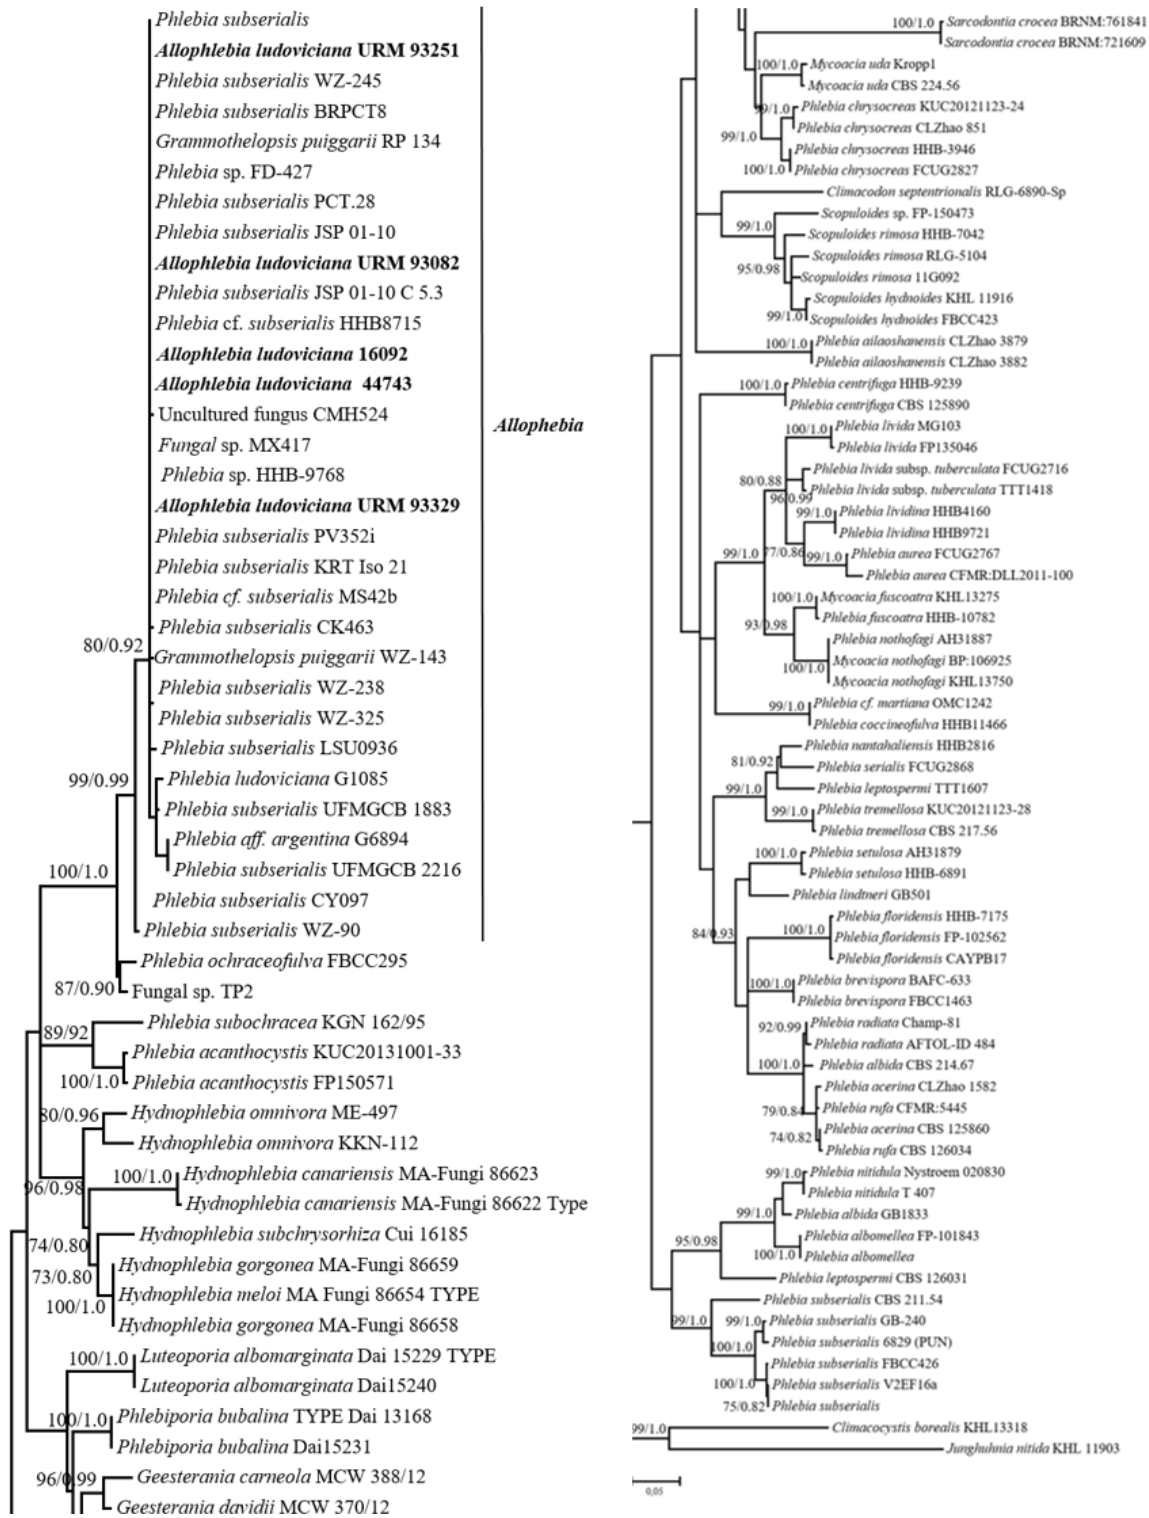 Phlebia subserialis
Allophlebia ludoviciana URM 93251
Phlebia subserialis WZ-245
Phlebia subserialis BRPCT8
Grammothelopsis puiggarii RP 134
Phlebia sp. FD-427
Phlebia subserialis PCT.28
Phlebia subserialis JSP 01-10
Allophlebia ludoviciana URM 93082
Phlebia subserialis JSP 01-10 C 5.3
Phlebia cf. subserialis HHB8715
Allophlebia ludoviciana 16092
Allophlebia ludoviciana 44743
Uncultured fungus CMH524
Allophebia
Fungal sp. MX417
Phlebia sp. HHB-9768
Allophlebia ludoviciana URM 93329
Phlebia subserialis PV352i
Phlebia subserialis KRT Iso 21
Phlebia cf. subserialis MS42b
Phlebia subserialis CK463
80/0.92
Grammothelopsis puiggarii WZ-143
Phlebia subserialis WZ-238
Phlebia subserialis WZ-325
Phlebia subserialis LSU0936
99/0.99
Phlebia ludoviciana G1085
Phlebia subserialis UFMGCB 1883
Phlebia aff. argentina G6894
100/1.0
Phlebia subserialis UFMGCB 2216
Phlebia subserialis CY097
Phlebia subserialis WZ-90
Phlebia ochraceofulva FBCC295
87/0.90
Fungal sp. TP2
Phlebia subochracea KGN 162/95
89/92
Phlebia acanthocystis KUC20131001-33
100/1.0
Phlebia acanthocystis FP150571
80/0.96
Hydnophlebia omnivora ME-497
Hydnophlebia omnivora KKN-112
100/1.0
Hydnophlebia canariensis MA-Fungi 86623
96/0.98
Hydnophlebia canariensis MA-Fungi 86622 Type
Hydnophlebia subchrysorhiza Cui 16185
74/0.80
Hydnophlebia gorgonea MA-Fungi 86659
73/0.80
Hydnophlebia meloi MA Fungi 86654 TYPE
100/1.0
Hydnophlebia gorgonea MA-Fungi 86658
100/1.0
Luteoporia albomarginata Dai 15229 TYPE
Luteoporia albomarginata Dai15240
100/1.0
Phlebiporia bubalina TYPE Dai 13168
Phlebiporia bubalina Dai15231
96/0.99
Geesterania carneola MCW 388/12
Geesterania davidii MCW 370/12
100/1.0
Sarcodontia crocea BRNM:761841
Sarcodontia crocea BRNM:721609
100/1.0
Mycoacia uda Kropp1
Mycoacia uda CBS 224.56
99/1.0
Phlebia chrysocreas KUC20121123-24
Phlebia chrysocreas CLZhao 851
99/1.0
Phlebia chrysocreas HHB-3946
100/1.0
Phlebia chrysocreas FCUG2827
Climacodon septentrionalis RLG-6890-Sp
Scopuloides sp. FP-150473
99/1.0
Scopuloides rimosa HHB-7042
Scopuloides rimosa RLG-5104
95/0.98
Scopuloides rimosa 11G092
Scopuloides hydnoides KHL 11916
99/1.0
Scopuloides hydnoides FBCC423
100/1.0
Phlebia ailaoshanensis CLZhao 3879
Phlebia ailaoshanensis CLZhao 3882
100/1.0
Phlebia centrifuga HHB-9239
Phlebia centrifuga CBS 125890
100/1.0
Phlebia livida MG103
Phlebia livida FP135046
Phlebia livida subsp. tuberculata FCUG2716
80/0.88
Phlebia livida subsp. tuberculata TTT1418
96/0.99
99/1.0
Phlebia lividina HHB4160
Phlebia lividina HHB9721
99/1.0
77/0.86
99/1.0
Phlebia aurea FCUG2767
Phlebia aurea CFMR:DLL2011-100
100/1.0
Mycoacia fuscoatra KHL13275
Phlebia fuscoatra HHB-10782
93/0.98
Phlebia nothofagi AH31887
100/1.0
Mycoacia nothofagi BP:106925
Mycoacia nothofagi KHL13750
99/1.0
Phlebia cf. martiana OMC1242
Phlebia coccineofulva HHB11466
Phlebia nantahaliensis HHB2816
81/0.92
Phlebia serialis FCUG2868
99/1.0
Phlebia leptospermi TTT1607
99/1.0
Phlebia tremellosa KUC20121123-28
Phlebia tremellosa CBS 217.56
100/1.0
Phlebia setulosa AH31879
Phlebia setulosa HHB-6891
Phlebia lindtneri GB501
Phlebia floridensis HHB-7175
84/0.93
100/1.0
Phlebia floridensis FP-102562
Phlebia floridensis CAYPB17
100/1.0
Phlebia brevispora BAFC-633
Phlebia brevispora FBCC1463
92/0.99
Phlebia radiata Champ-81
Phlebia radiata AFTOL-ID 484
100/1.0
Phlebia albida CBS 214.67
Phlebia acerina CLZhao 1582
79/0.84
Phlebia rufa CFMR:5445
74/0.82
Phlebia acerina CBS 125860
Phlebia rufa CBS 126034
99/1.0
Phlebia nitidula Nystroem 020830
Phlebia nitidula T 407
99/1.0
Phlebia albida GB1833
95/0.98
Phlebia albomellea FP-101843
100/1.0
Phlebia albomellea
Phlebia leptospermi CBS 126031
Phlebia subserialis CBS 211.54
99/1.0
99/1.0
Phlebia subserialis GB-240
100/1.0
Phlebia subserialis 6829 (PUN)
Phlebia subserialis FBCC426
100/1.0
Phlebia subserialis V2EF16a
75/0.82
Phlebia subserialis
99/1.0
Climacocystis borealis KHL13318
Junghuhnia nitida KHL 11903
0,05